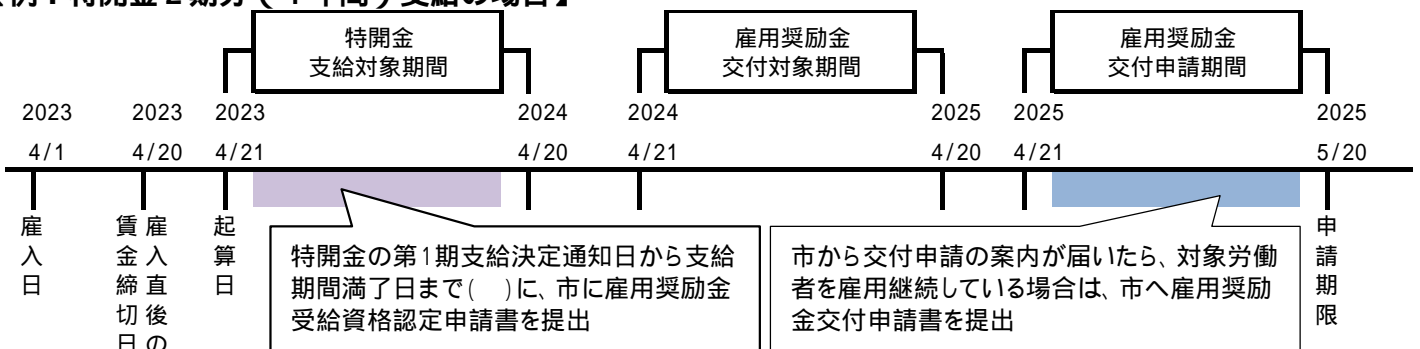 【例：特開金２期分（１年間）支給の場合】
特開金
支給対象期間
雇用奨励金
交付対象期間
雇用奨励金
交付申請期間
2023 2023 2023 2024 2024 2025 2025 2025
4/1 4/20 4/21 4/20 4/21 4/20 4/21 5/20
雇入日
雇入直後の
賃金締切日
起算日
特開金の第1期支給決定通知日から支給
期間満了日まで(　)に、市に雇用奨励金
受給資格認定申請書を提出
市から交付申請の案内が届いたら、対象労働
者を雇用継続している場合は、市へ雇用奨励
金交付申請書を提出
申請期限